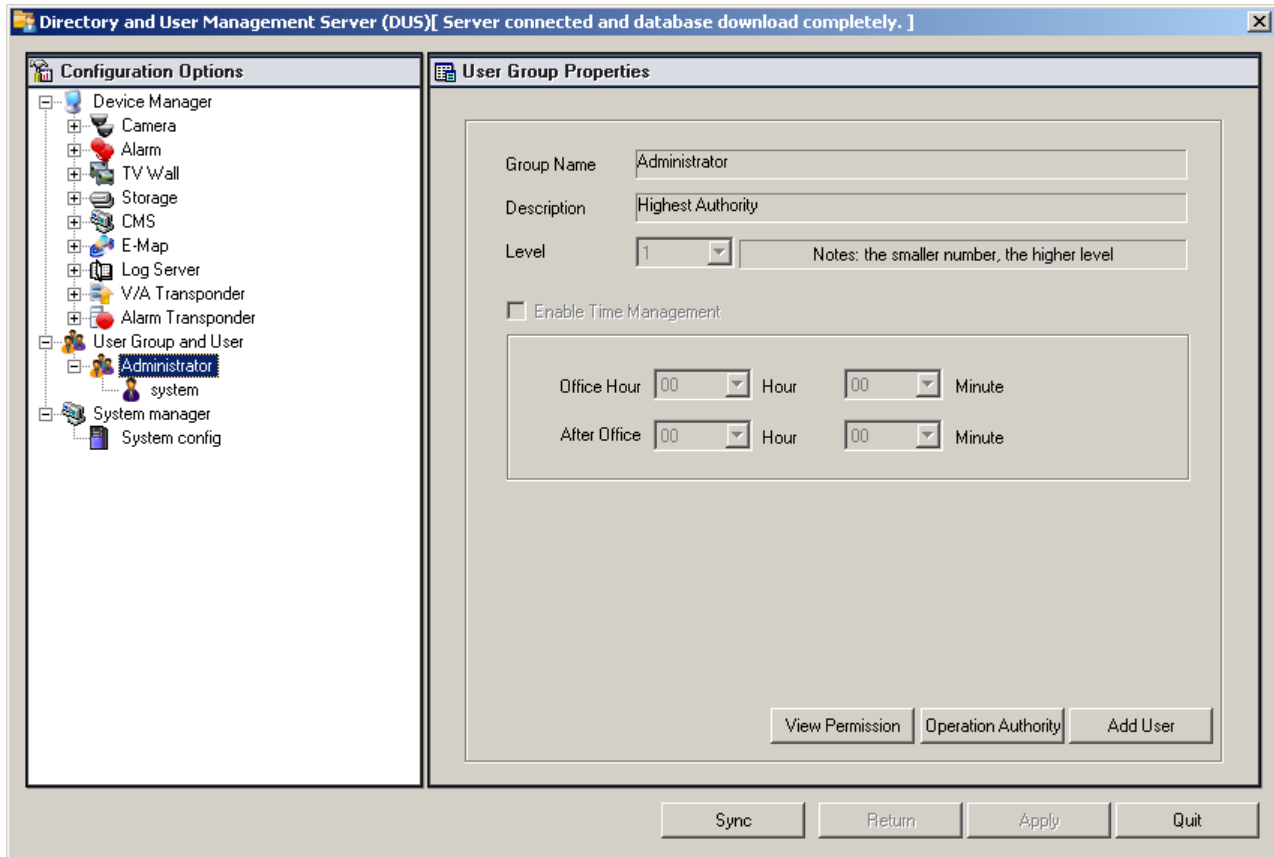 Directory and User Management Server (DUS)[ Server connected and database download completely. ]
Configuration Options
Device Manager
Camera
Alarm
TV Wall
Storage
CMS
E-Map
Log Server
V/A Transponder
Alarm Transponder
User Group and User
Administrator
system
System manager
System config
User Group Properties
Group Name Administrator
Description Highest Authority
Level 1 Notes: the smaller number, the higher level
Enable Time Management
Office Hour 00 Hour 00 Minute
After Office 00 Hour 00 Minute
View Permission Operation Authority Add User
Sync Return Apply Quit